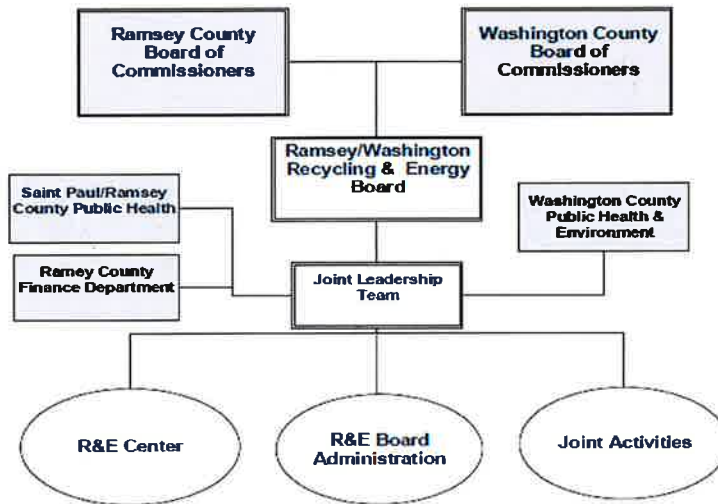 Ramsey County
Board of
Commissioners
Washington County
Board of
Commissioners
Ramsey/Washington
Recycling & Energy
Board
Saint Paul/Ramsey
County Public Health
Washington County
Public Health &
Environment
Ramey County
Finance Department
Joint Leadership
Team
R&E Center
R&E Board
Administration
Joint Activities